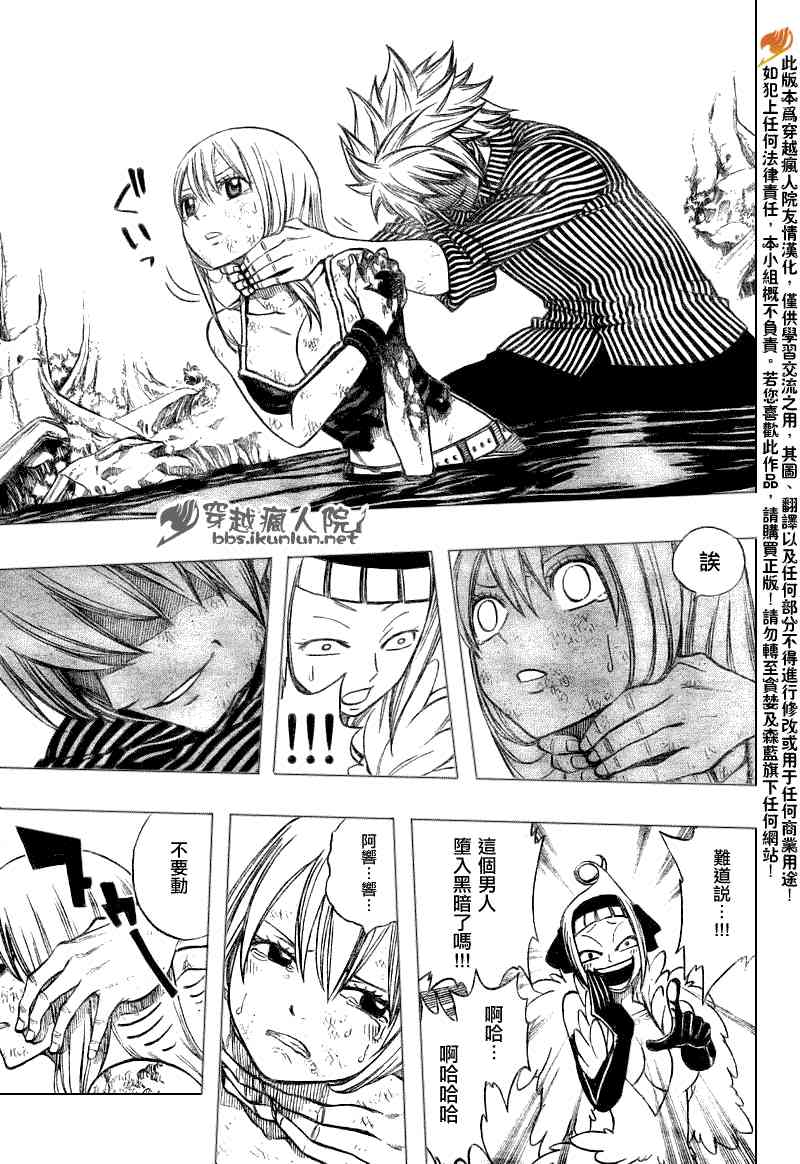 此版本爲穿越瘋人院友情漢化，僅供學習交流之用，其圖、翻譯以及任何部分不得進行修改或用于任何商業用途！
如犯上任何法律責任，本小組概不負責。若您喜歡此作品，請購買正版！請勿轉至貪婪及森藍旗下任何網站！
ぐいっ
穿越瘋人院
bbs.ikunlun.net
誒
!!!
難道説…!!!
這個男人
墮入黑暗了嗎!!!
啊哈…
啊哈哈哈
阿響…響…
不要動